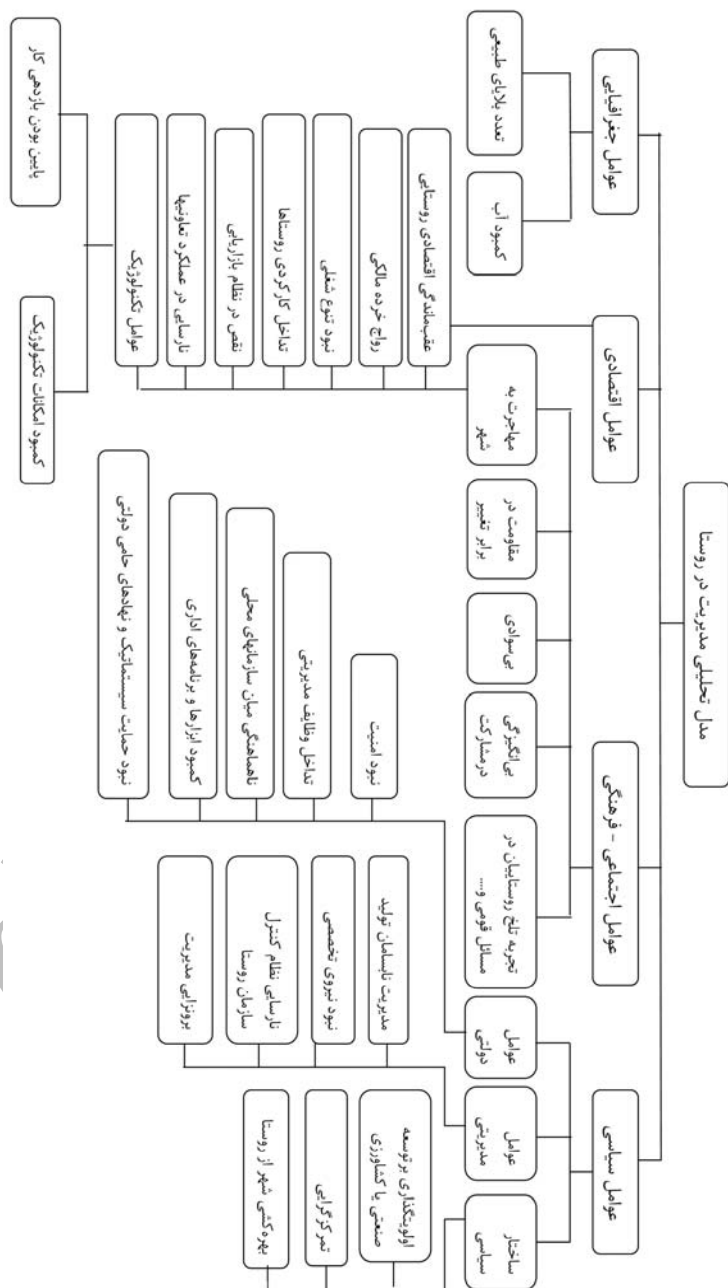 مدل تحلیلی مدیریت در روستا
عوامل جغرافیایی
تعدد بلایای طبیعی
کمبود آب
عوامل اقتصادی
عقب‌ماندگی اقتصادی روستایی
رواج خرده مالکی
نبود تنوع شغلی
تداخل کارکردی روستاها
نقص در نظام بازاریابی
نارسایی در عملکرد تعاونیها
عوامل تکنولوژیک
پایین بودن بازدهی کار
کمبود امکانات تکنولوژیک
عوامل اجتماعی - فرهنگی
مهاجرت به
شهر
مقاومت در
برابر تغییر
بی‌سوادی
بی‌انگیزگی
درمشارکت
تجربه تلخ روستاییان در
مسائل قومی و....
عوامل سیاسی
عوامل
دولتی
نبود امنیت
تداخل وظایف مدیریتی
ناهماهنگی میان سازمانهای محلی
کمبود ابزارها و برنامه‌های اداری
نبود حمایت سیستماتیک و نهادهای حامی دولتی
عوامل
مدیریتی
مدیریت نابسامان تولید
نبود نیروی تخصصی
نارسایی نظام کنترل
سازمان روستا
برونزایی مدیریت
ساختار
سیاسی
اولویتگذاری برتوسعه
صنعتی یا کشاورزی
تمرکزگرایی
بهره‌کشی شهر از روستا